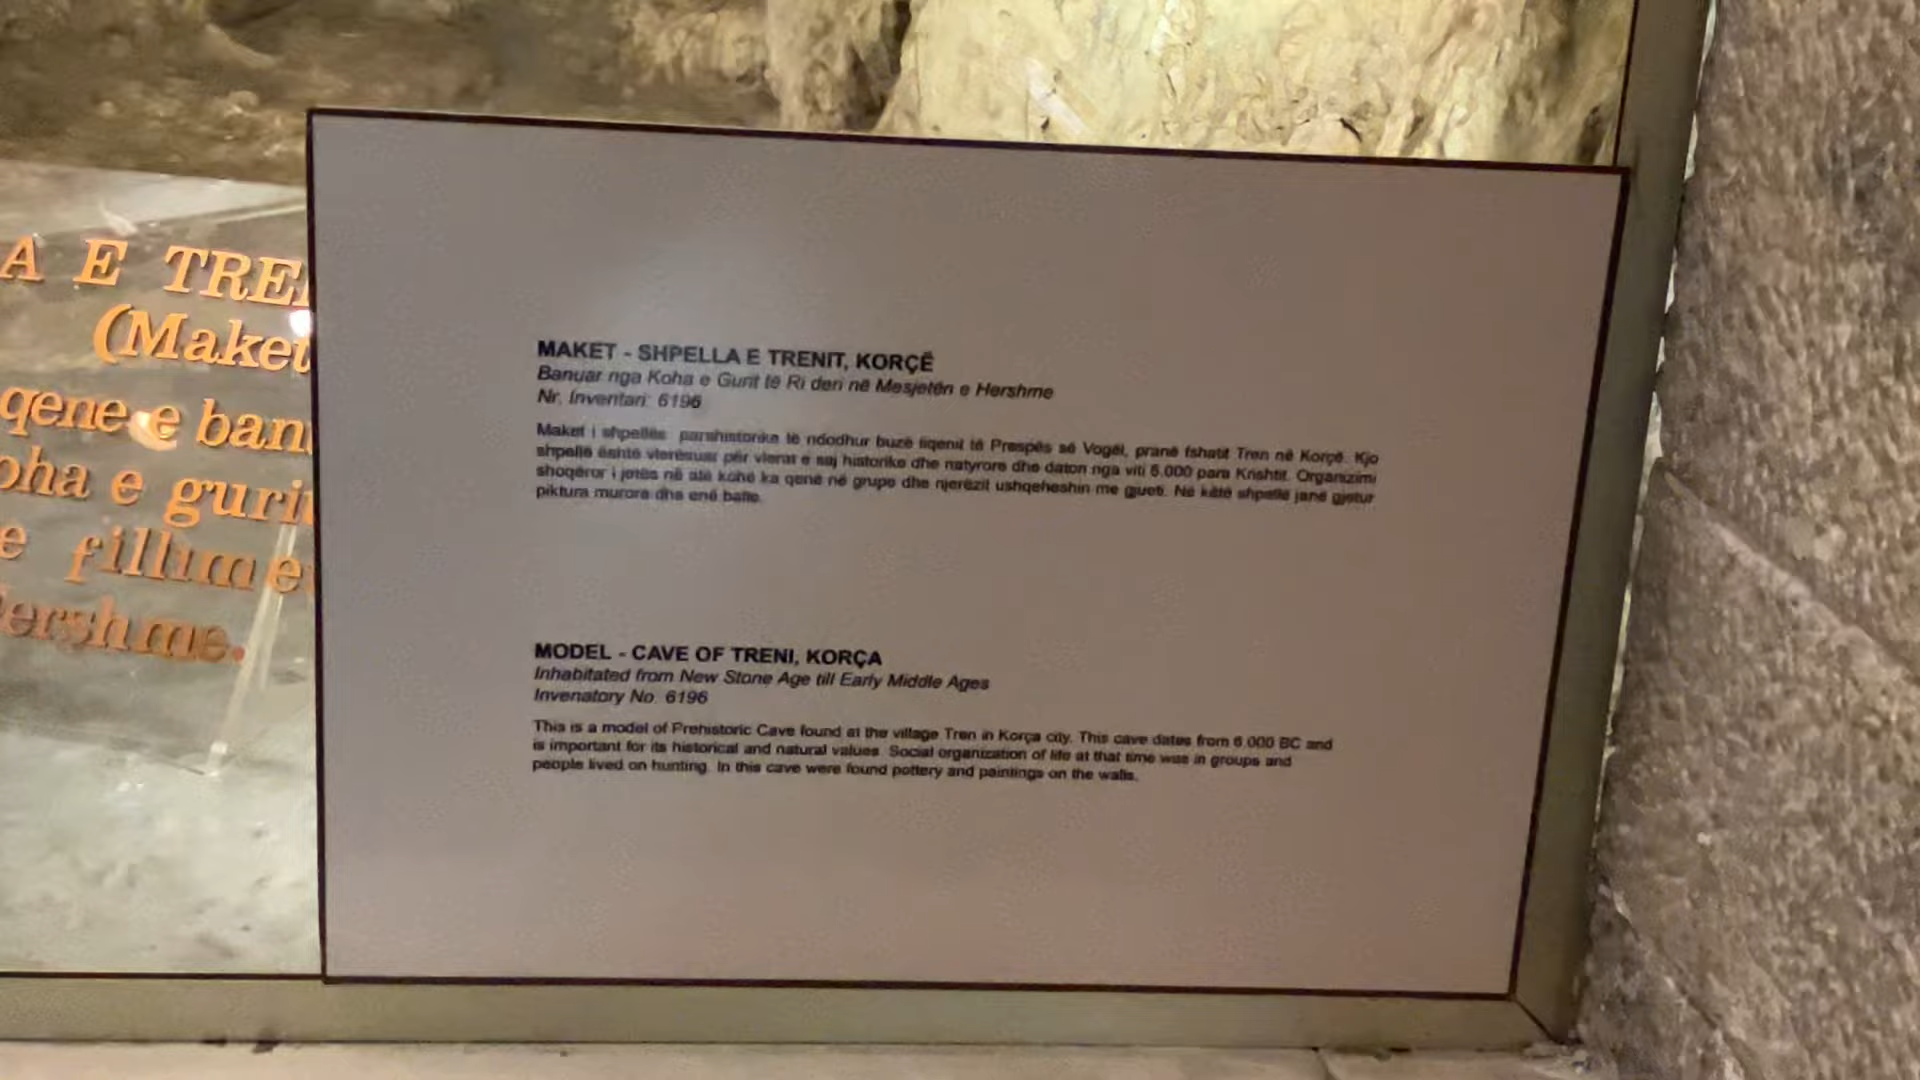 A E TRE
(Maket
qene e ban
oha e gurit
e fillime
ershme.
MAKET - SHPELLA E TRENIT, KORÇË
Banuar nga Koha e Gurit të Ri deri në Mesjetën e Hershme
Nr. Inventari: 6196
Maket i shpellës parahistorike të ndodhur buzë liqenit të Prespës së Vogël, pranë fshatit Tren në Korçë. Kjo
shpellë është vlerësuar për vlerat e saj historike dhe natyrore dhe daton nga viti 6.000 para Krishtit. Organizimi
shoqëror i jetës në atë kohë ka qenë në grupe dhe njerëzit ushqeheshin me gjueti. Në këtë shpellë janë gjetur
piktura murore dhe enë balte.
MODEL - CAVE OF TRENI, KORÇA
Inhabitated from New Stone Age till Early Middle Ages
Invenatory No. 6196
This is a model of Prehistoric Cave found at the village Tren in Korça city. This cave dates from 6.000 BC and
is important for its historical and natural values. Social organization of life at that time was in groups and
people lived on hunting. In this cave were found pottery and paintings on the walls.